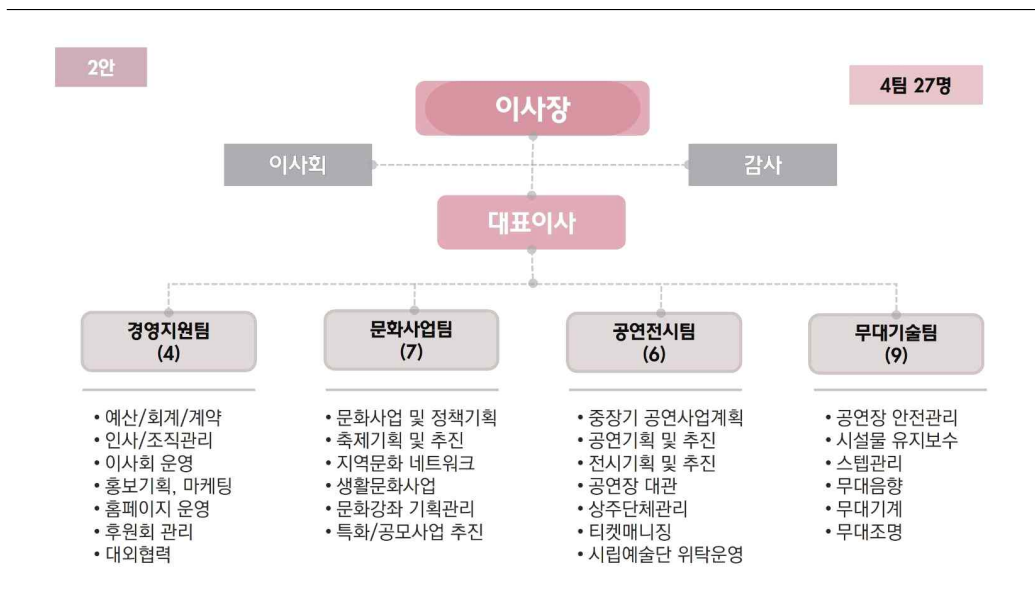 2안
4팀 27명
이사장
이사회
감사
대표이사
경영지원팀
(4)
• 예산/회계/계약
• 인사/조직관리
• 이사회 운영
• 홍보기획, 마케팅
• 홈페이지 운영
• 후원회 관리
• 대외협력
문화사업팀
(7)
• 문화사업 및 정책기획
• 축제기획 및 추진
• 지역문화 네트워크
• 생활문화사업
• 문화강좌 기획관리
• 특화/공모사업 추진
공연전시팀
(6)
• 중장기 공연사업계획
• 공연기획 및 추진
• 전시기획 및 추진
• 공연장 대관
• 상주단체관리
• 티켓매니징
• 시립예술단 위탁운영
무대기술팀
(9)
• 공연장 안전관리
• 시설물 유지보수
• 스텝관리
• 무대음향
• 무대기계
• 무대조명